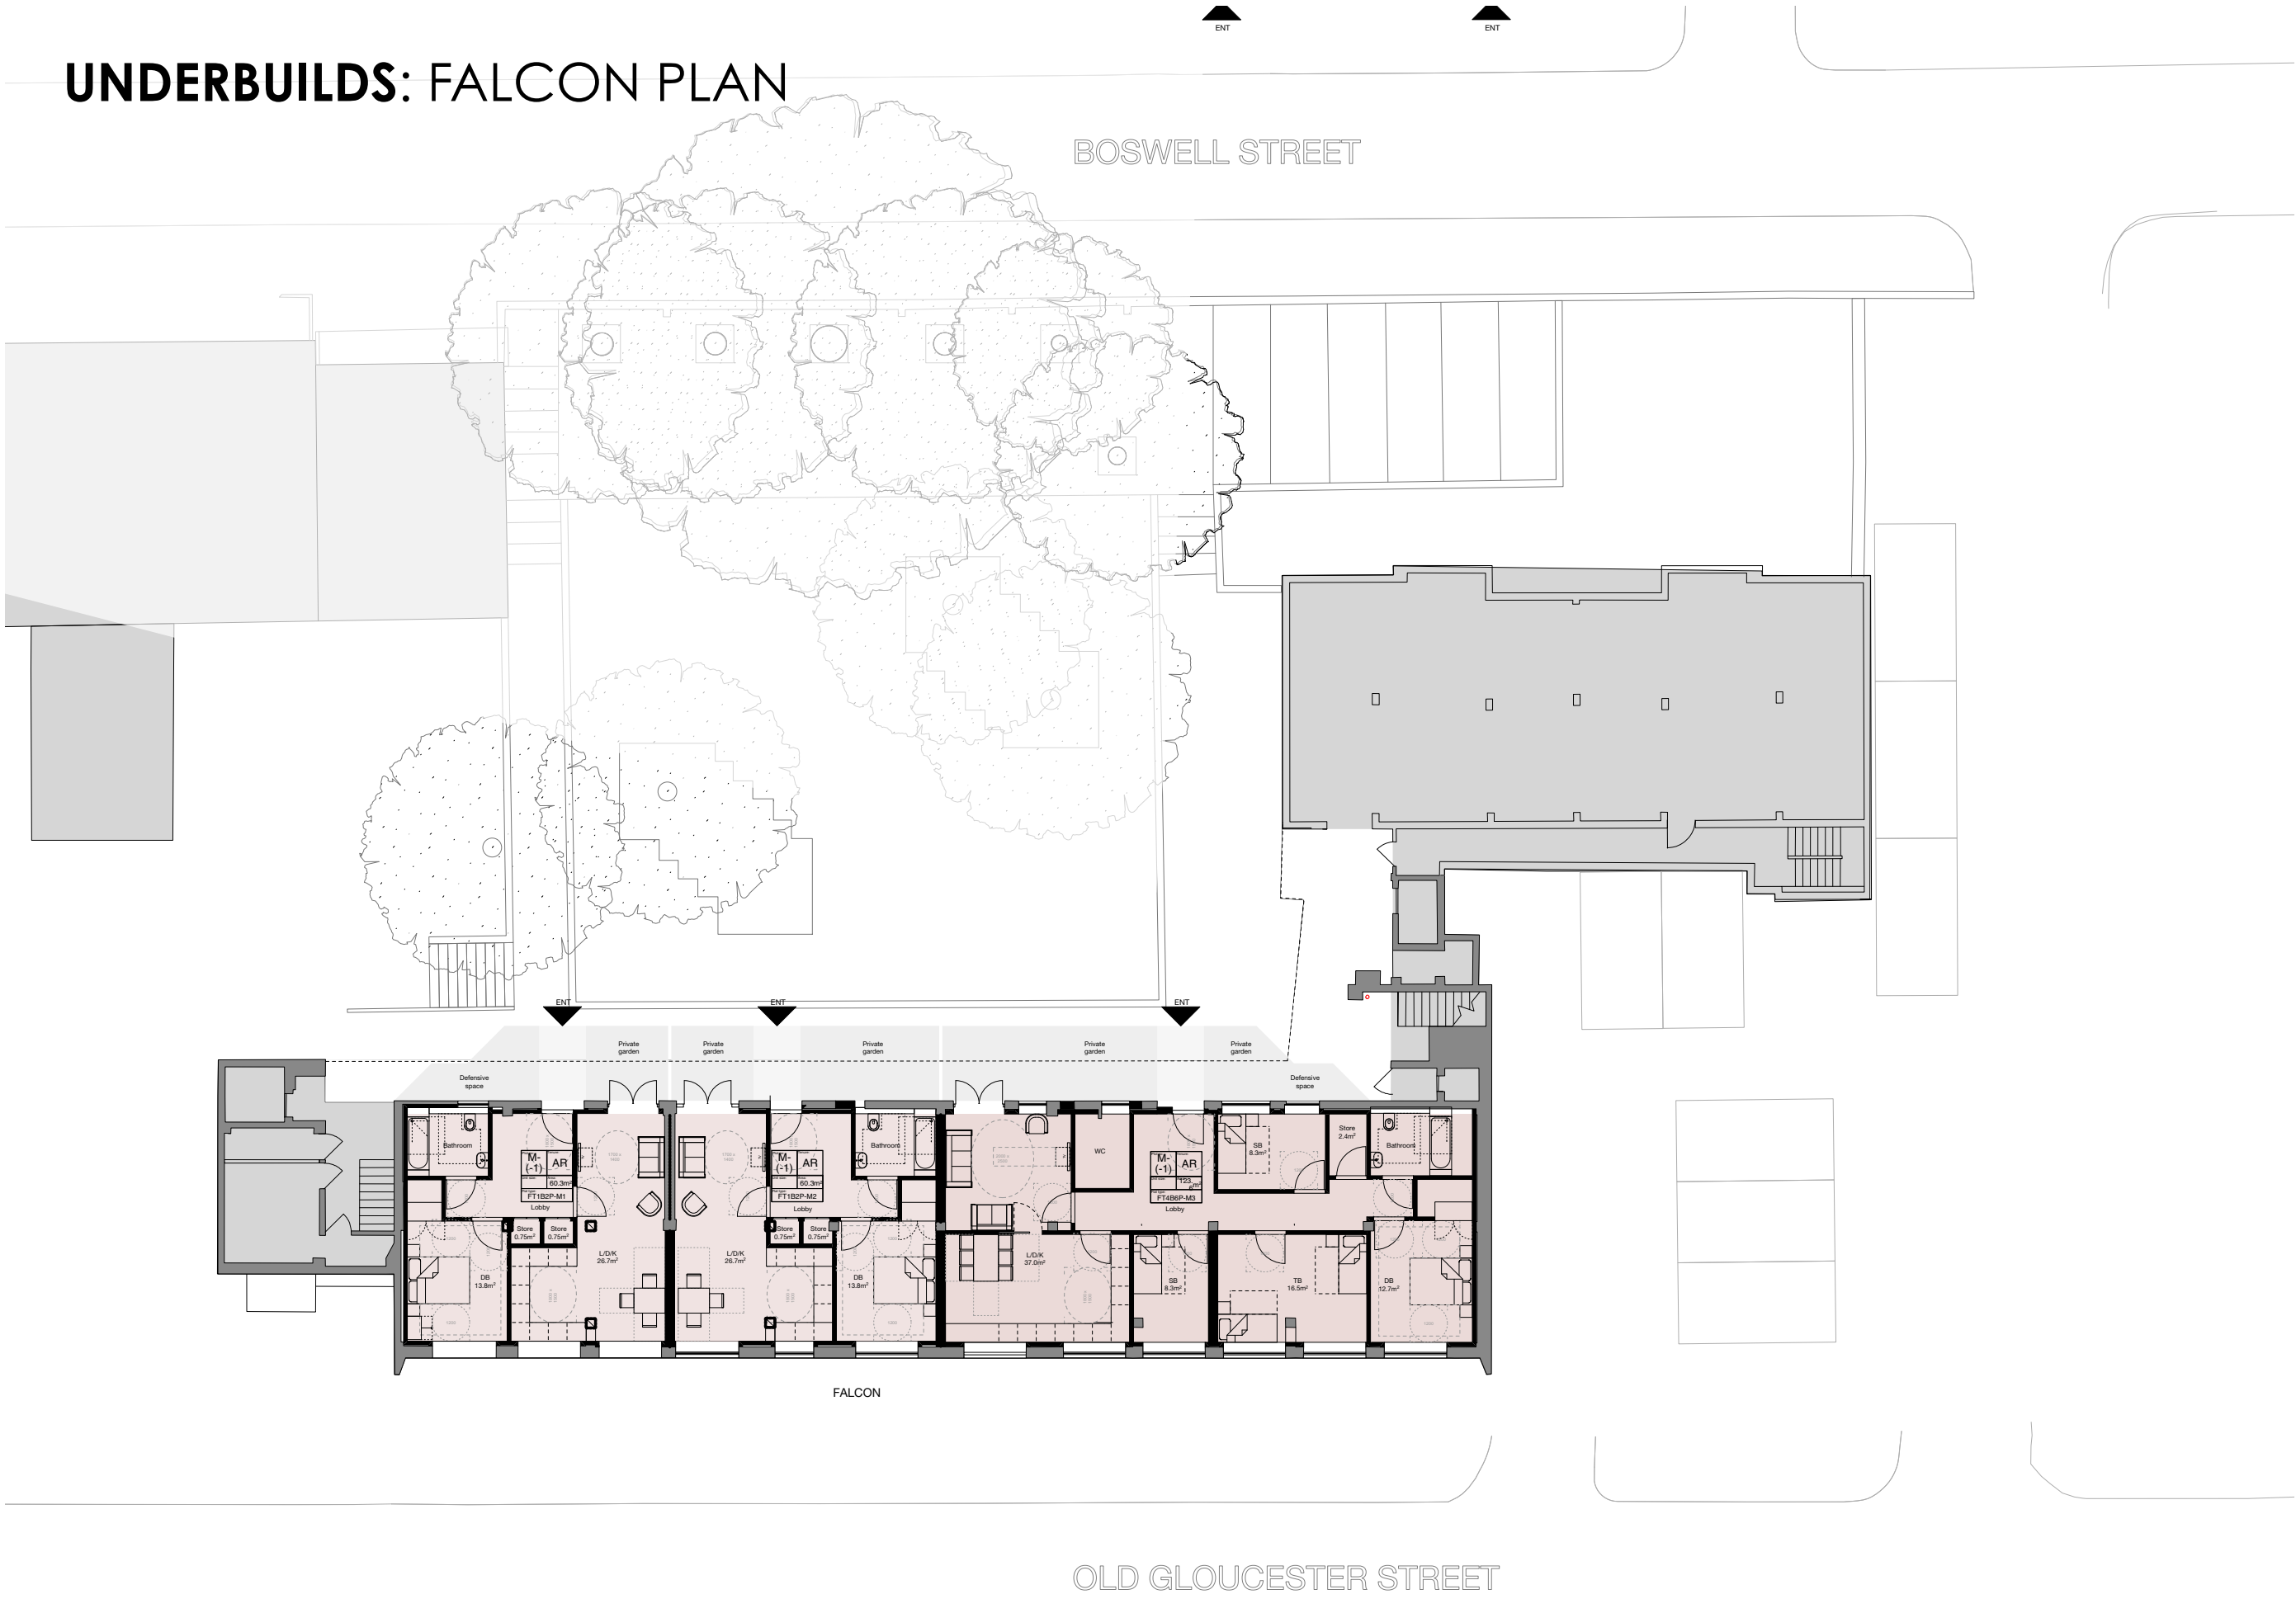 ENT
ENT
UNDERBUILDS: FALCON PLAN
BOSWELL STREET
ENT
ENT
ENT
Private
garden
Private
garden
Private
garden
Private
garden
Private
garden
Defensive
space
Defensive
space
Bathroom
M-
(-1)
AR
60.3m²
FT1B2P-M1
Lobby
Store
0.75m²
Store
0.75m²
L/D/K
26.7m²
DB
13.8m²
M-
(-1)
AR
60.3m²
FT1B2P-M2
Lobby
Bathroom
Store
0.75m²
Store
0.75m²
L/D/K
26.7m²
DB
13.8m²
WC
M-
(-1)
AR
123.
m²
FT4B6P-M3
Lobby
SB
8.3m²
Store
2.4m²
Bathroom
L/D/K
37.0m²
SB
8.3m²
TB
16.5m²
DB
12.7m²
FALCON
OLD GLOUCESTER STREET